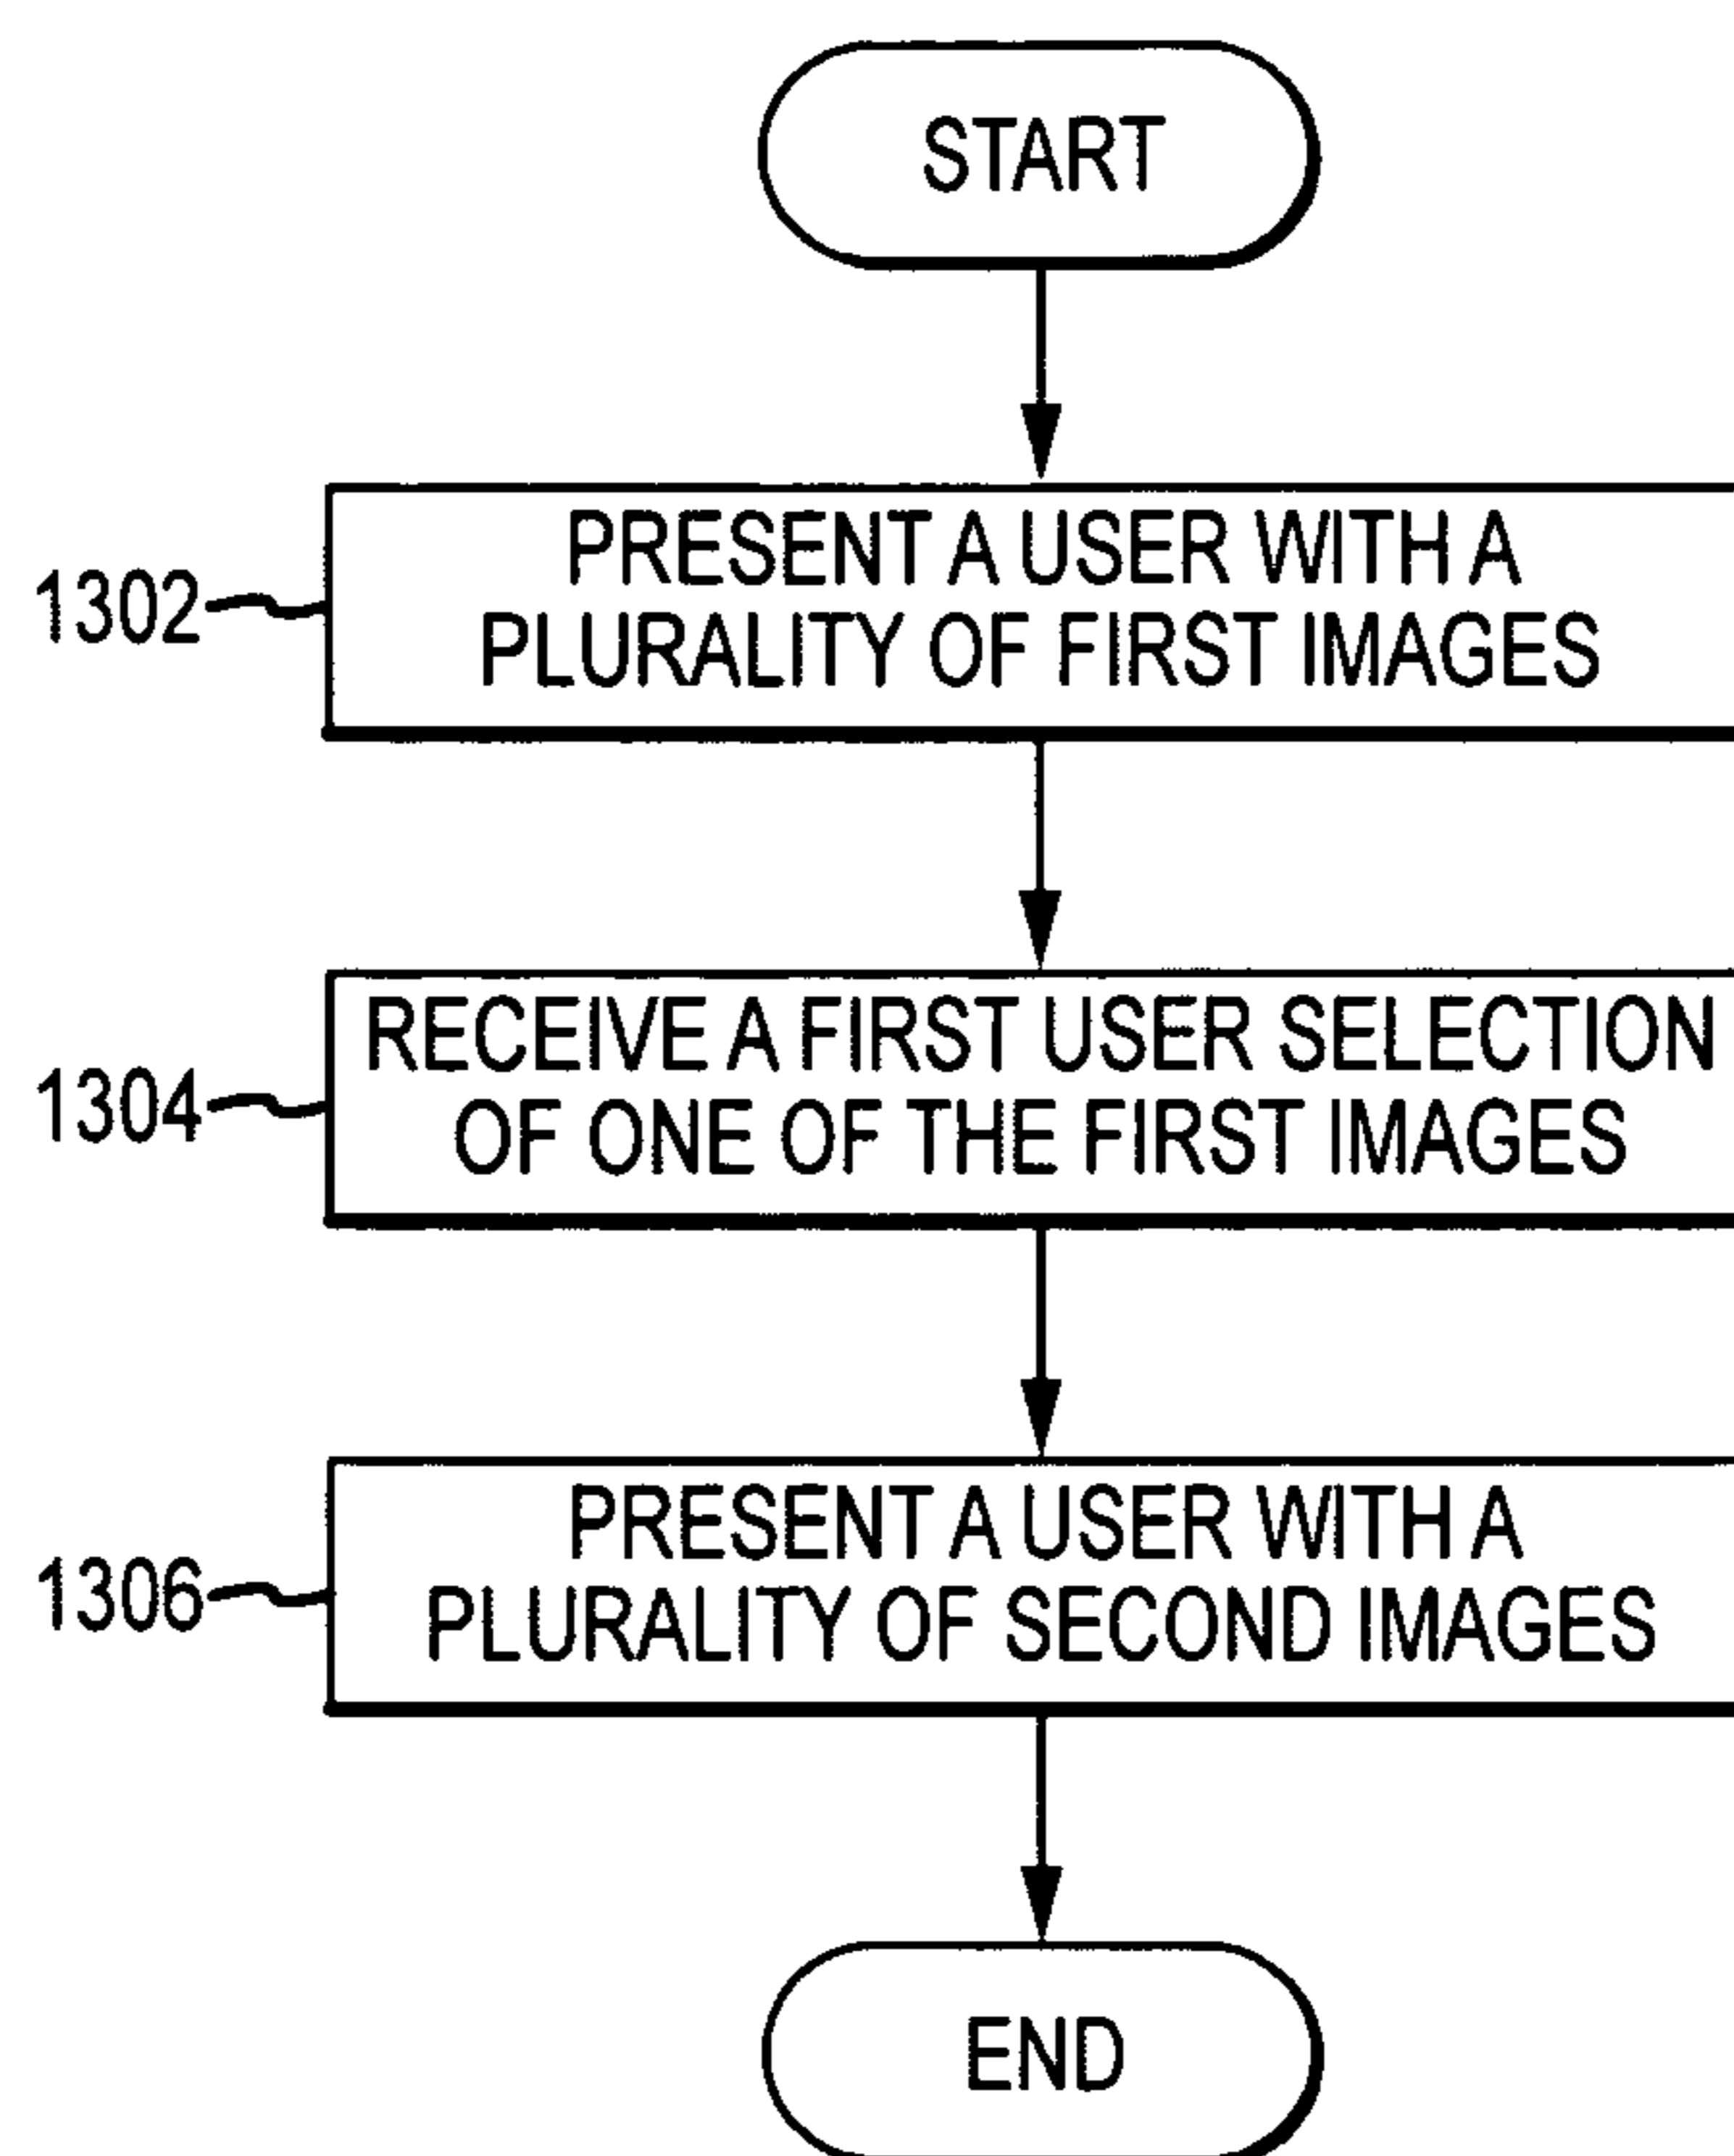 START
1302
PRESENT A USER WITH A
PLURALITY OF FIRST IMAGES
1304
RECEIVE A FIRST USER SELECTION
OF ONE OF THE FIRST IMAGES
1306
PRESENT A USER WITH A
PLURALITY OF SECOND IMAGES
END